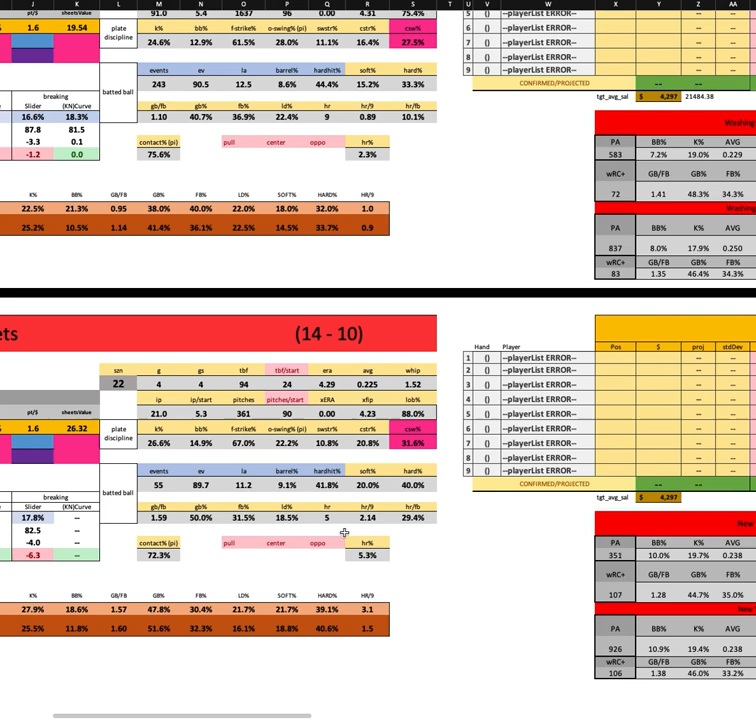 J K L M N O P Q R S T U V W X Y Z AA
pt/$ sheetsValue 91.0 5.4 1637 96 0.00 4.31 75.4% 5 () --playerList ERROR-- -- --
1.6 19.54 plate discipline k% bb% f-strike% o-swing% (pi) swstr% cstr% csw% 6 () --playerList ERROR-- -- --
24.6% 12.9% 61.5% 28.0% 11.1% 16.4% 27.5% 7 () --playerList ERROR-- -- --
8 () --playerList ERROR-- -- --
batted ball events ev la barrel% hardhit% soft% hard% 9 () --playerList ERROR-- -- --
243 90.5 12.5 8.6% 44.4% 15.2% 33.3% CONFIRMED/PROJECTED -- --
breaking tgt_avg_sal $ 4,297 21484.38
Slider (KN)Curve gb/fb gb% fb% ld% hr hr/9 hr/fb
16.6% 18.3% 1.10 40.7% 36.9% 22.4% 9 0.89 10.1%
87.8 81.5 Washing
-3.3 0.1 contact% (pi) pull center oppo hr% PA BB% K% AVG
-1.2 0.0 75.6% 2.3% 583 7.2% 19.0% 0.229
wRC+ GB/FB GB% FB%
K% BB% GB/FB GB% FB% LD% SOFT% HARD% HR/9 72 1.41 48.3% 34.3%
22.5% 21.3% 0.95 38.0% 40.0% 22.0% 18.0% 32.0% 1.0 Washing
25.2% 10.5% 1.14 41.4% 36.1% 22.5% 14.5% 33.7% 0.9 PA BB% K% AVG
837 8.0% 17.9% 0.250
wRC+ GB/FB GB% FB%
83 1.35 46.4% 34.3%
ets (14 - 10)
Hand Player Pos $ proj stdDev
1 () --playerList ERROR-- -- --
szn g gs tbf tbf/start era avg whip 2 () --playerList ERROR-- -- --
22 4 4 94 24 4.29 0.225 1.52 3 () --playerList ERROR-- -- --
ip ip/start pitches pitches/start xERA xfip lob% 4 () --playerList ERROR-- -- --
pt/$ sheetsValue 21.0 5.3 361 90 0.00 4.23 88.0% 5 () --playerList ERROR-- -- --
1.6 26.32 plate discipline k% bb% f-strike% o-swing% (pi) swstr% cstr% csw% 6 () --playerList ERROR-- -- --
26.6% 14.9% 67.0% 22.2% 10.8% 20.8% 31.6% 7 () --playerList ERROR-- -- --
8 () --playerList ERROR-- -- --
batted ball events ev la barrel% hardhit% soft% hard% 9 () --playerList ERROR-- -- --
55 89.7 11.2 9.1% 41.8% 20.0% 40.0% CONFIRMED/PROJECTED -- --
breaking tgt_avg_sal $ 4,297
Slider (KN)Curve gb/fb gb% fb% ld% hr hr/9 hr/fb
17.8% -- 1.59 50.0% 31.5% 18.5% 5 2.14 29.4%
82.5 -- New
-4.0 -- contact% (pi) pull center oppo hr% PA BB% K% AVG
-6.3 -- 72.3% 5.3% 351 10.0% 19.7% 0.238
wRC+ GB/FB GB% FB%
K% BB% GB/FB GB% FB% LD% SOFT% HARD% HR/9 107 1.28 44.7% 35.0%
27.9% 18.6% 1.57 47.8% 30.4% 21.7% 21.7% 39.1% 3.1 New
25.5% 11.8% 1.60 51.6% 32.3% 16.1% 18.8% 40.6% 1.5 PA BB% K% AVG
926 10.9% 19.4% 0.238
wRC+ GB/FB GB% FB%
106 1.38 46.0% 33.2%